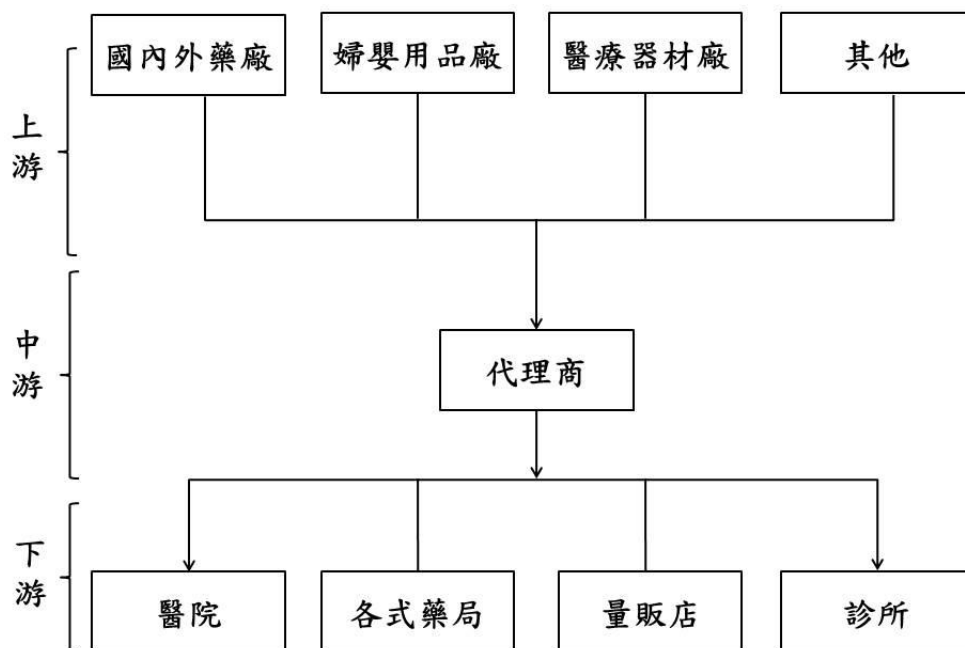 國內外藥廠
婦嬰用品廠
醫療器材廠
其他
上游
代理商
中游
醫院
各式藥局
量販店
診所
下游